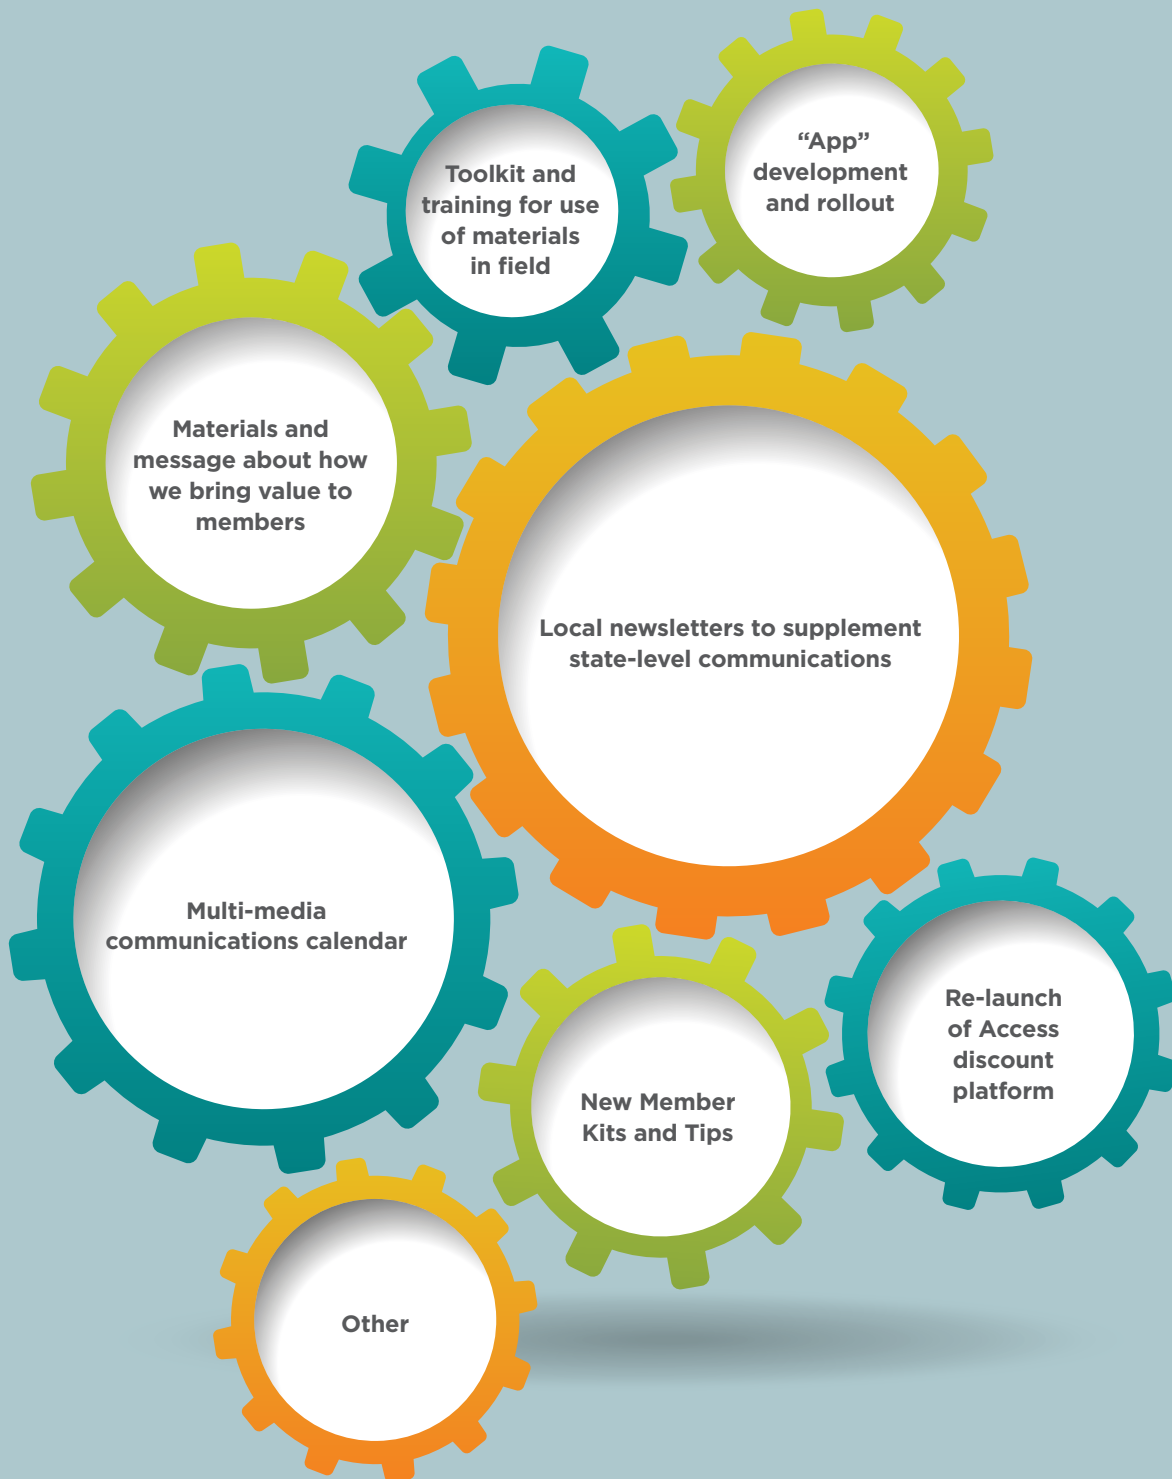 “App”
development
and rollout
Toolkit and
training for use
of materials
in field
Materials and
message about how
we bring value to
members
Local newsletters to supplement
state-level communications
Multi-media
communications calendar
Re-launch
of Access
discount
platform
New Member
Kits and Tips
Other